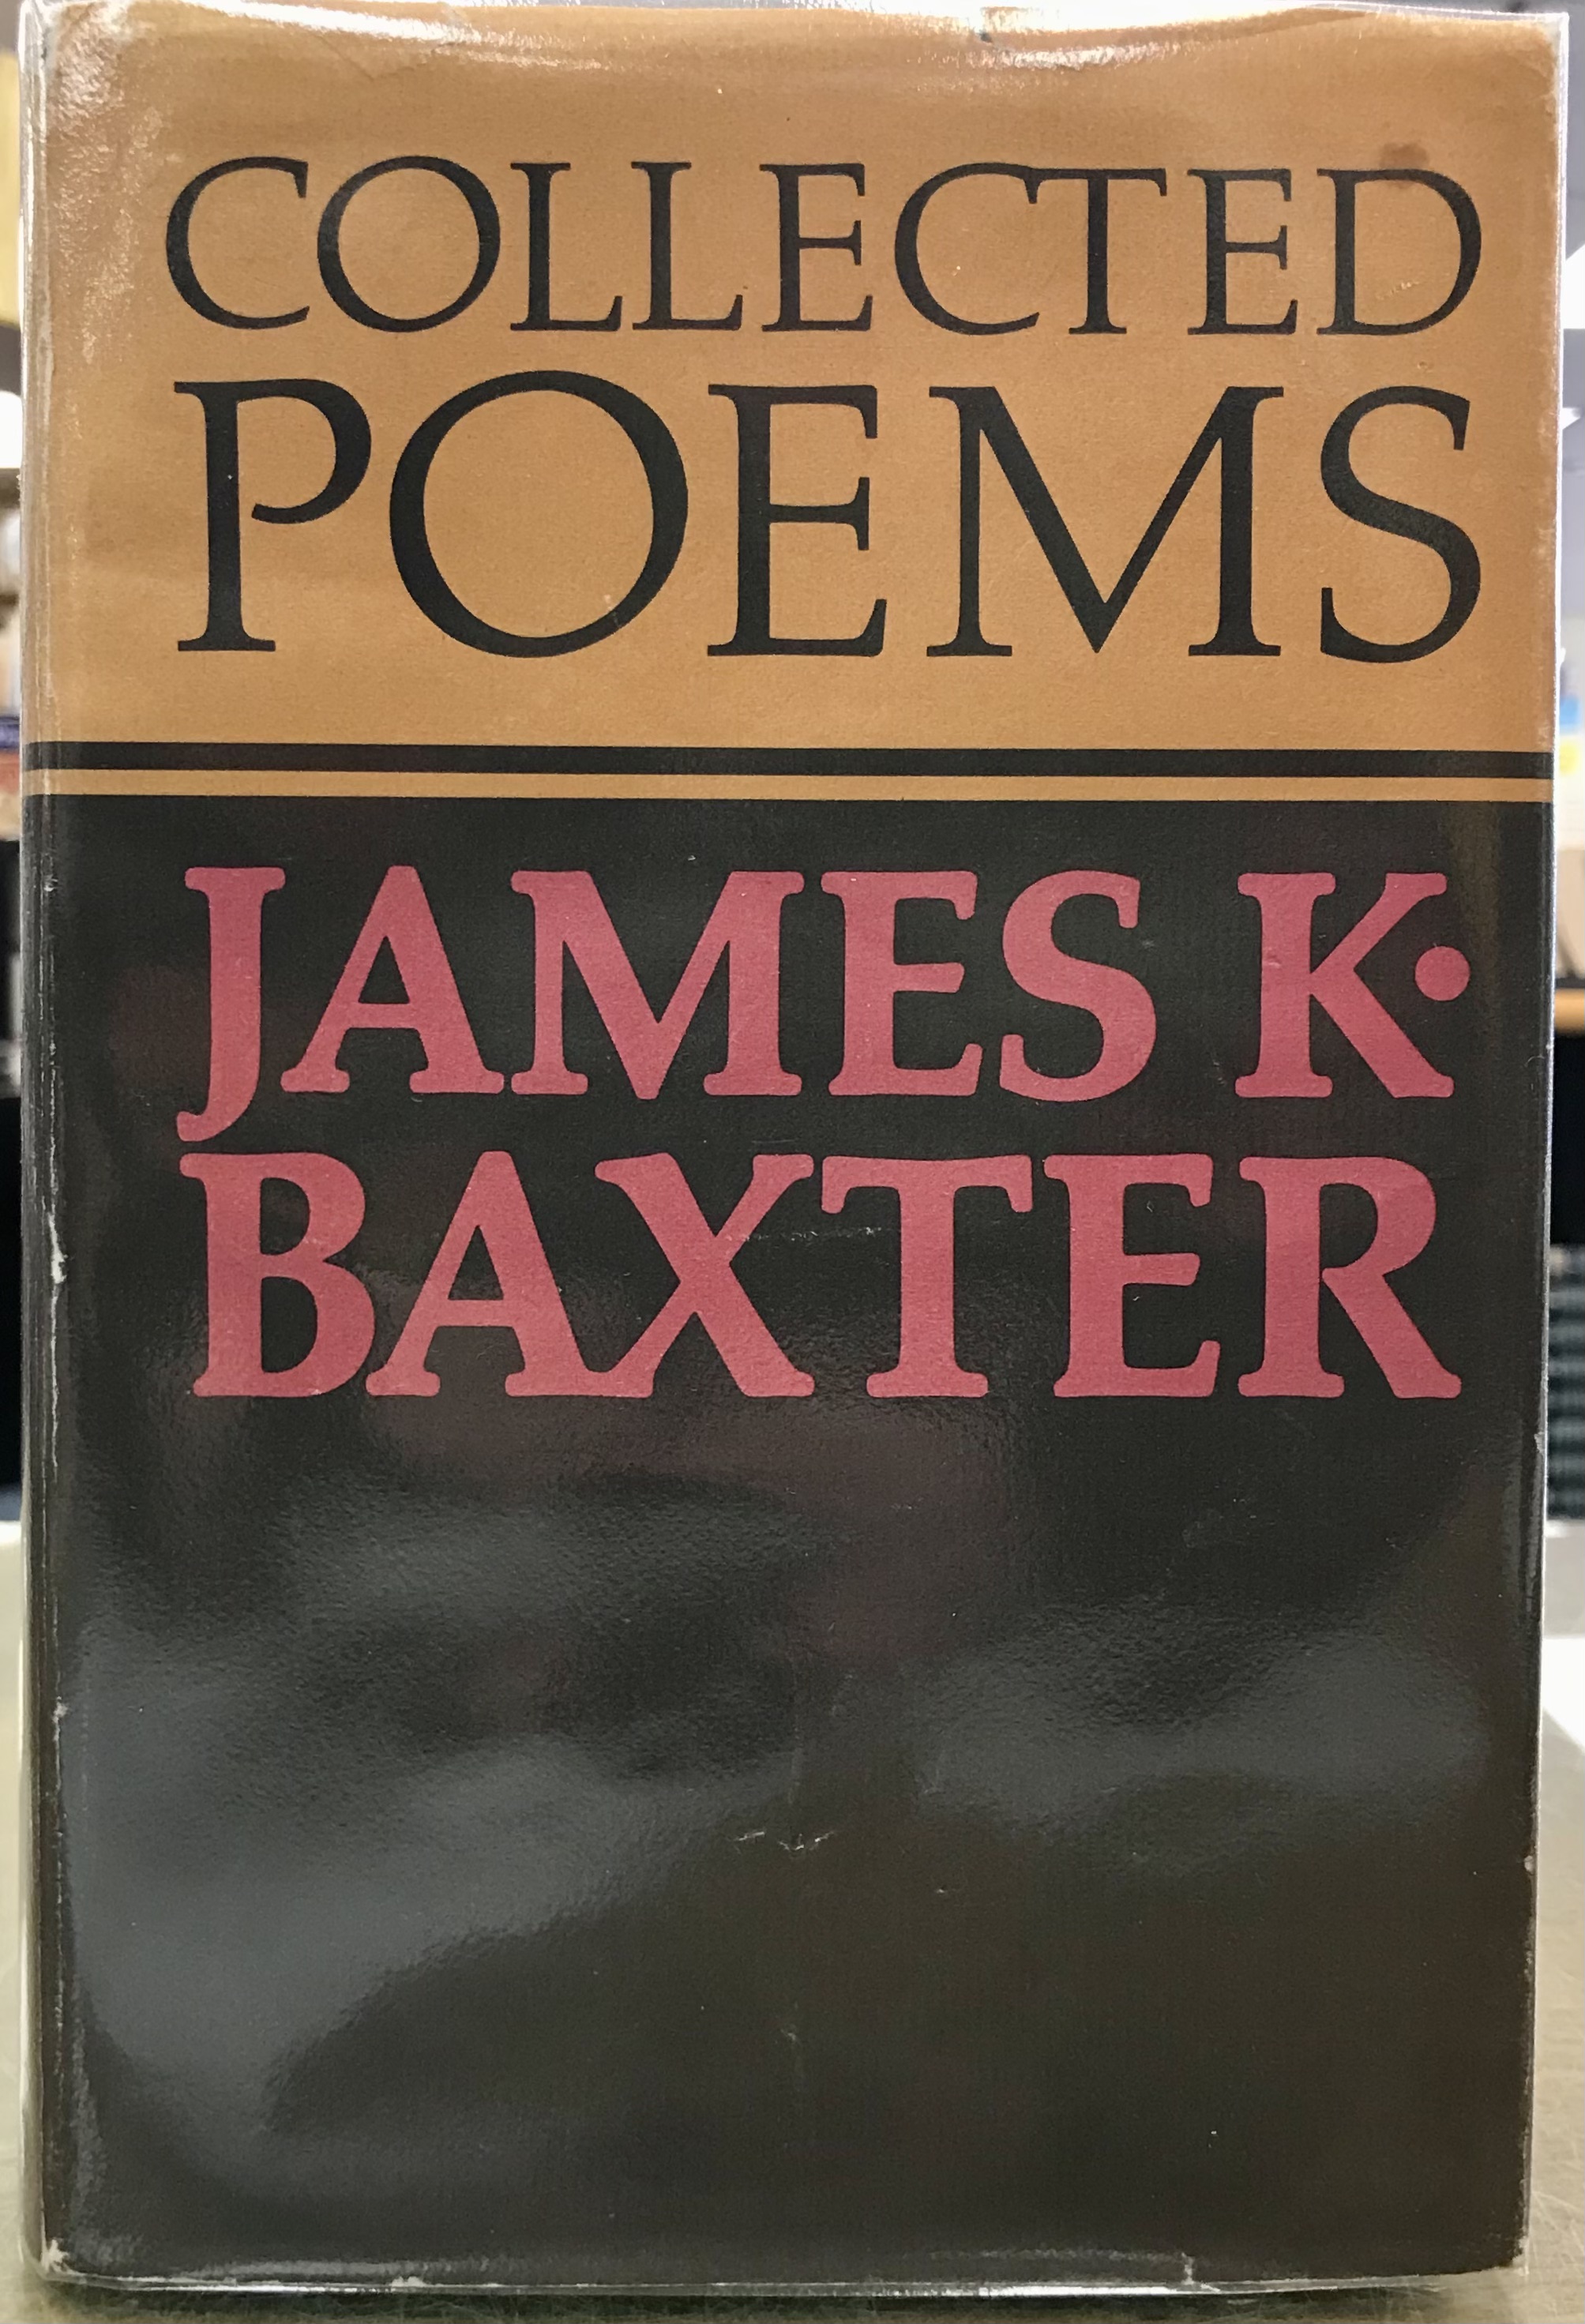 COLLECTED
POEMS
JAMES K·
BAXTER